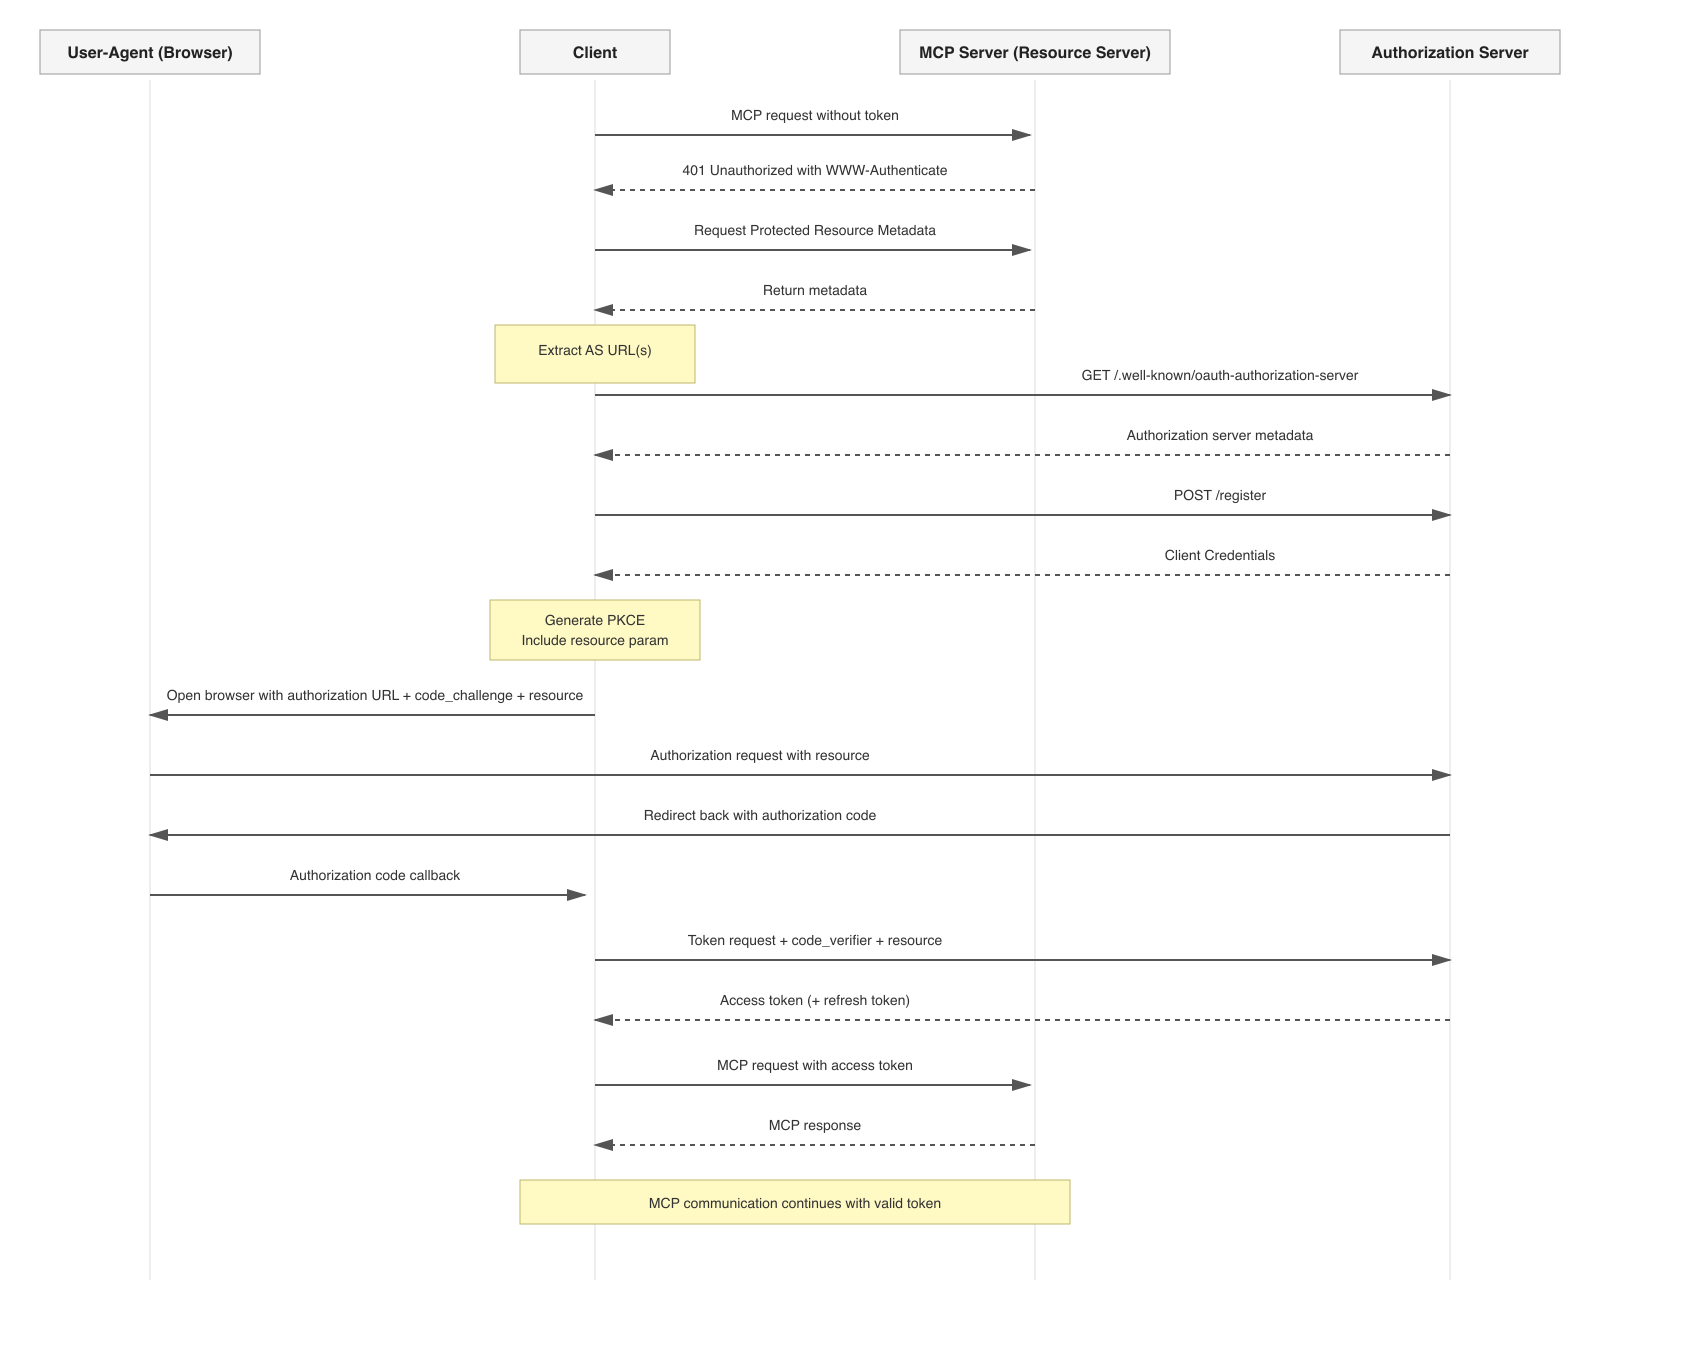 User-Agent (Browser)
Client
MCP Server (Resource Server)
Authorization Server
MCP request without token
401 Unauthorized with WWW-Authenticate
Request Protected Resource Metadata
Return metadata
Extract AS URL(s)
GET /.well-known/oauth-authorization-server
Authorization server metadata
POST /register
Client Credentials
Generate PKCE
Include resource param
Open browser with authorization URL + code_challenge + resource
Authorization request with resource
Redirect back with authorization code
Authorization code callback
Token request + code_verifier + resource
Access token (+ refresh token)
MCP request with access token
MCP response
MCP communication continues with valid token